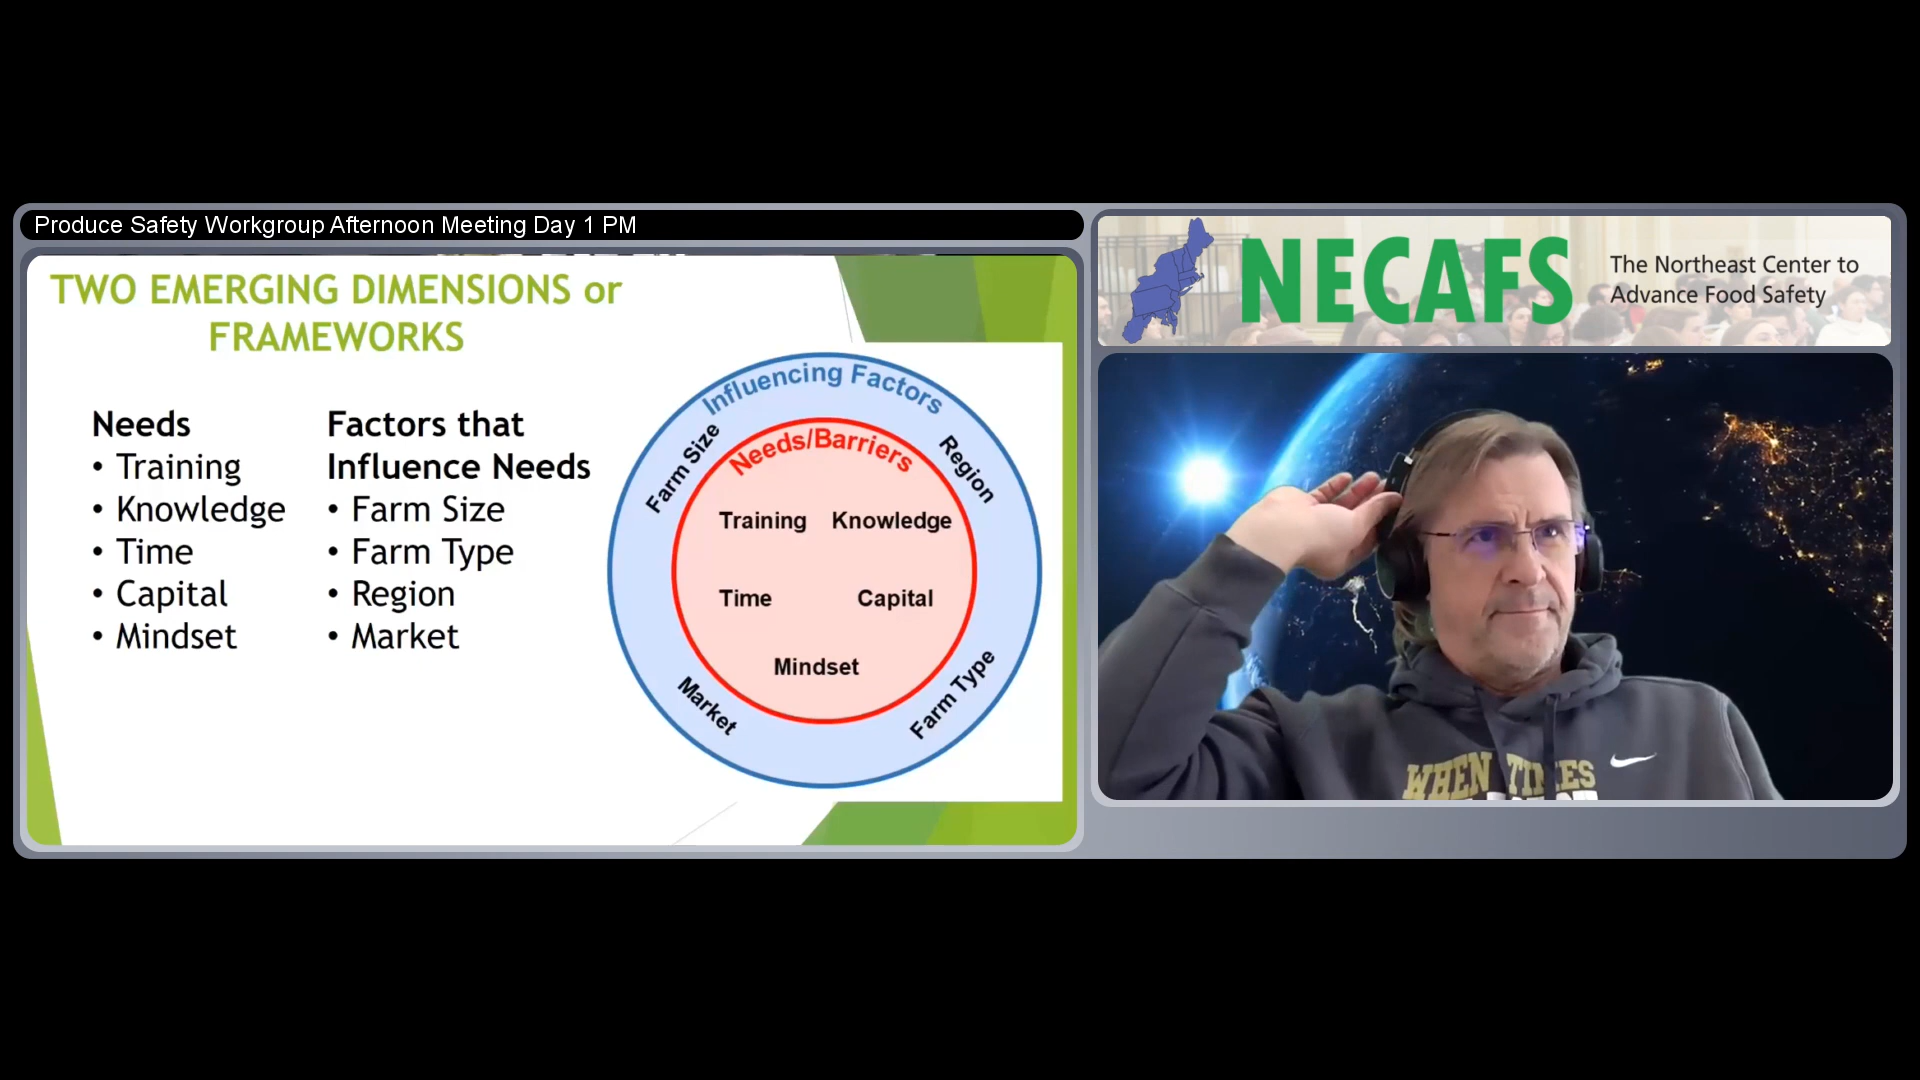 Produce Safety Workgroup Afternoon Meeting Day 1 PM
TWO EMERGING DIMENSIONS or
FRAMEWORKS
Needs
• Training
• Knowledge
• Time
• Capital
• Mindset
Factors that
Influence Needs
• Farm Size
• Farm Type
• Region
• Market
Influencing Factors
Farm Size
Region
Needs/Barriers
Training Knowledge
Time Capital
Mindset
Market
Farm Type
NECAFS
The Northeast Center to
Advance Food Safety
WHEN TIMES